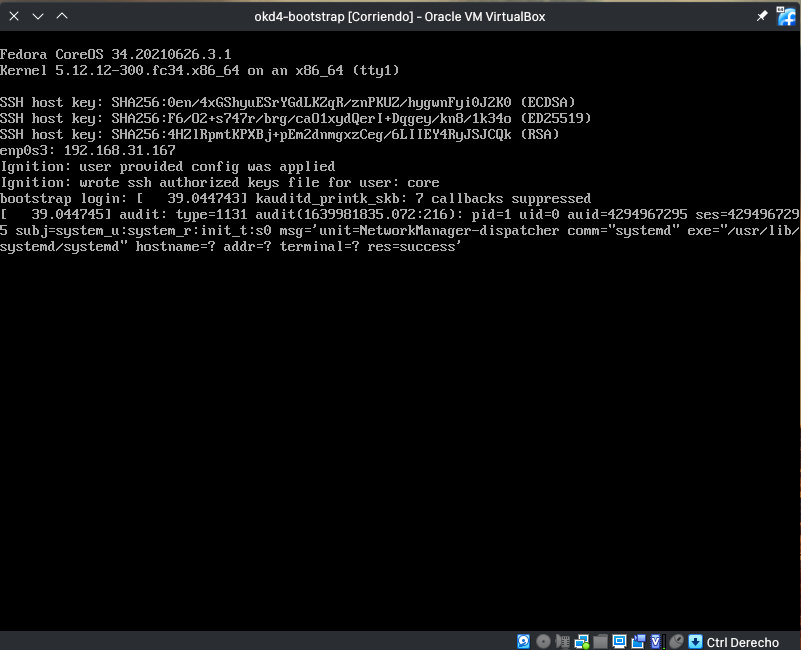 okd4-bootstrap [Corriendo] - Oracle VM VirtualBox
Fedora CoreOS 34.20210626.3.1
Kernel 5.12.12-300.fc34.x86_64 on an x86_64 (tty1)
SSH host key: SHA256:0en/4xGShyuESrYGdLKZqR/znPKUZ/hygwnFyi0J2K0 (ECDSA)
SSH host key: SHA256:F6/O2+s747r/brg/caO1xydQerI+Dqgey/kn8/1k34o (ED25519)
SSH host key: SHA256:4H2lRpmtKPXBj+pEm2dnmgxzCeg/6LIIEY4RyJSJCQk (RSA)
enp0s3: 192.168.31.167
Ignition: user provided config was applied
Ignition: wrote ssh authorized keys file for user: core
bootstrap login: [   39.044743] kauditd_printk_skb: 7 callbacks suppressed
[   39.044745] audit: type=1131 audit(1639981835.072:216): pid=1 uid=0 auid=4294967295 ses=429496729
5 subj=system_u:system_r:init_t:s0 msg='unit=NetworkManager-dispatcher comm="systemd" exe="/usr/lib/
systemd/systemd" hostname=? addr=? terminal=? res=success'
Ctrl Derecho